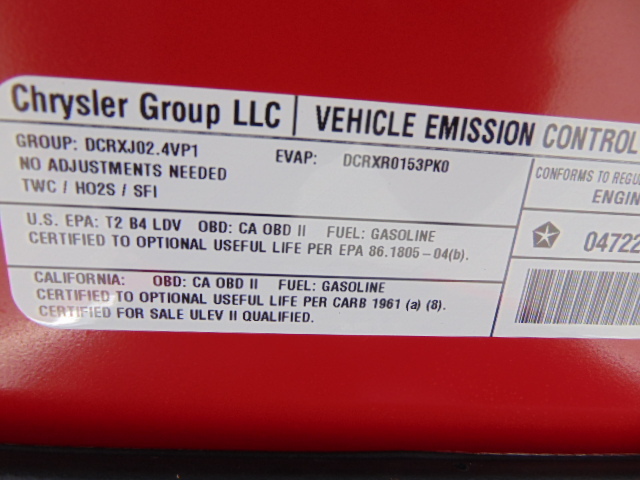 Chrysler Group LLC
VEHICLE EMISSION CONTROL
GROUP: DCRXJ02.4VP1 EVAP: DCRXR0153PK0
NO ADJUSTMENTS NEEDED
TWC / HO2S / SFI
CONFORMS TO REGU
ENGIN
U.S. EPA: T2 B4 LDV OBD: CA OBD II FUEL: GASOLINE
CERTIFIED TO OPTIONAL USEFUL LIFE PER EPA 86.1805-04(b).
04722
CALIFORNIA: OBD: CA OBD II FUEL: GASOLINE
CERTIFIED TO OPTIONAL USEFUL LIFE PER CARB 1961 (a) (8).
CERTIFIED FOR SALE ULEV II QUALIFIED.